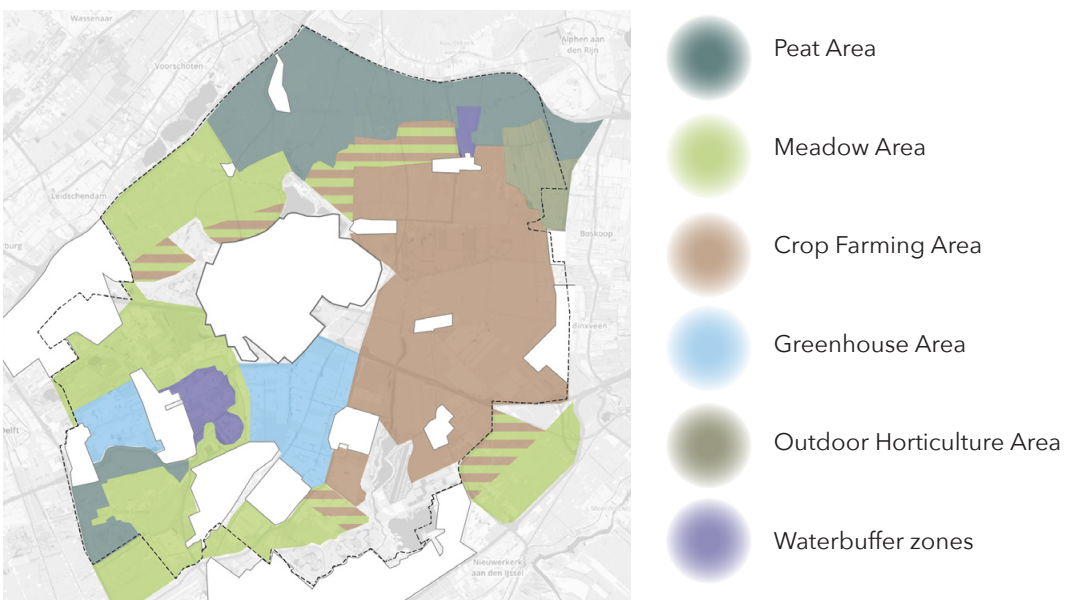 Wassenaar
Voorschoten
Alphen aan
den Rijn
Leidschendam
Boskoop
Nieuwerkerk
aan den IJssel
Peat Area
Meadow Area
Crop Farming Area
Greenhouse Area
Outdoor Horticulture Area
Waterbuffer zones